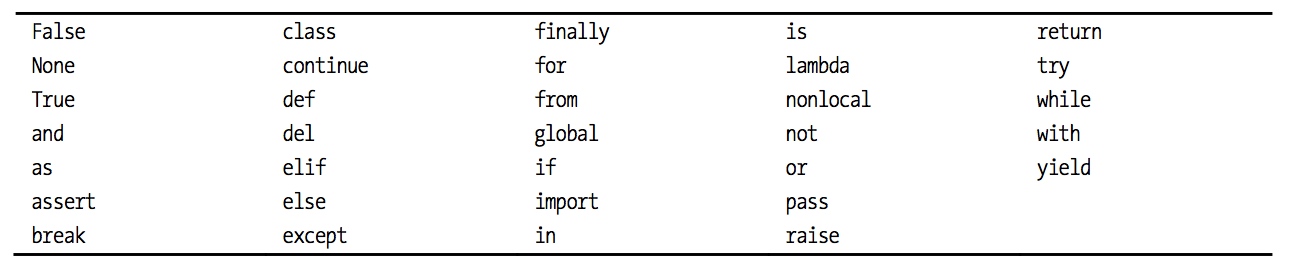 False class finally is return
None continue for lambda try
True def from nonlocal while
and del global not with
as elif if or yield
assert else import pass
break except in raise